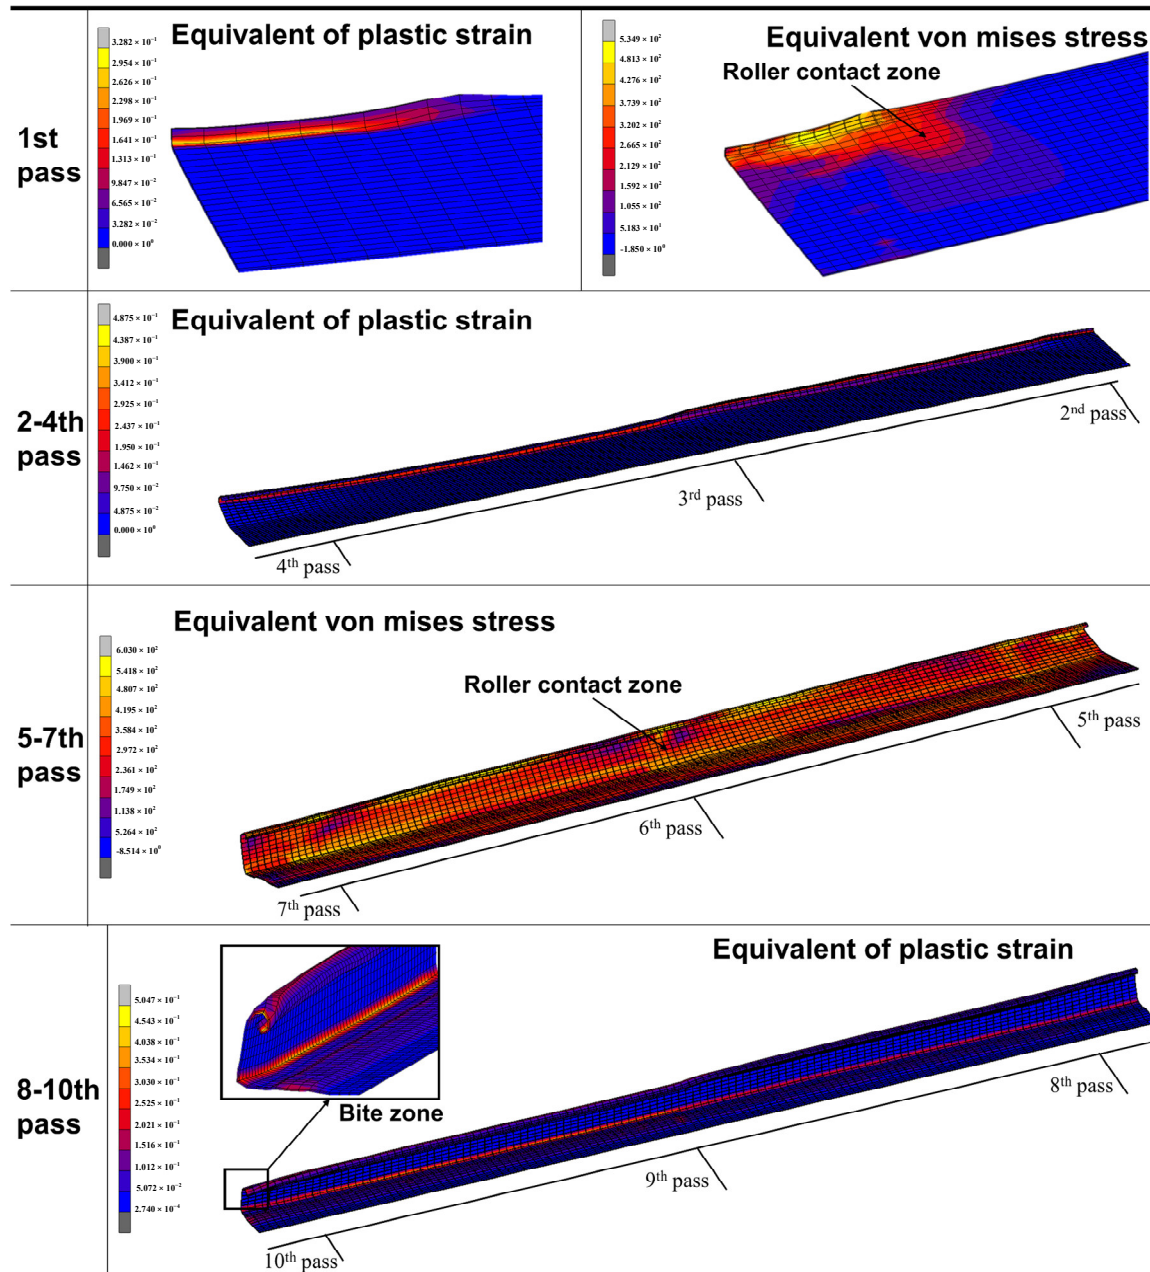 Equivalent of plastic strain
3.282 × 10⁻¹
2.954 × 10⁻¹
2.626 × 10⁻¹
2.298 × 10⁻¹
1.969 × 10⁻¹
1.641 × 10⁻¹
1.313 × 10⁻¹
9.847 × 10⁻²
6.565 × 10⁻²
3.282 × 10⁻²
0.000 × 10⁰
1st
pass
Equivalent von mises stress
Roller contact zone
5.349 × 10²
4.813 × 10²
4.276 × 10²
3.739 × 10²
3.202 × 10²
2.665 × 10²
2.129 × 10²
1.592 × 10²
1.055 × 10²
5.183 × 10¹
-1.850 × 10⁰
Equivalent of plastic strain
4.875 × 10⁻¹
4.387 × 10⁻¹
3.900 × 10⁻¹
3.412 × 10⁻¹
2.925 × 10⁻¹
2.437 × 10⁻¹
1.950 × 10⁻¹
1.462 × 10⁻¹
9.750 × 10⁻²
4.875 × 10⁻²
0.000 × 10⁰
2-4th
pass
2nd pass
3rd pass
4th pass
Equivalent von mises stress
Roller contact zone
6.030 × 10²
5.418 × 10²
4.807 × 10²
4.195 × 10²
3.584 × 10²
2.972 × 10²
2.361 × 10²
1.749 × 10²
1.138 × 10²
5.264 × 10²
-8.514 × 10⁰
5-7th
pass
5th pass
6th pass
7th pass
Equivalent of plastic strain
5.047 × 10⁻¹
4.543 × 10⁻¹
4.038 × 10⁻¹
3.534 × 10⁻¹
3.030 × 10⁻¹
2.525 × 10⁻¹
2.021 × 10⁻¹
1.516 × 10⁻¹
1.012 × 10⁻¹
5.072 × 10⁻²
2.740 × 10⁻⁴
8-10th
pass
Bite zone
8th pass
9th pass
10th pass